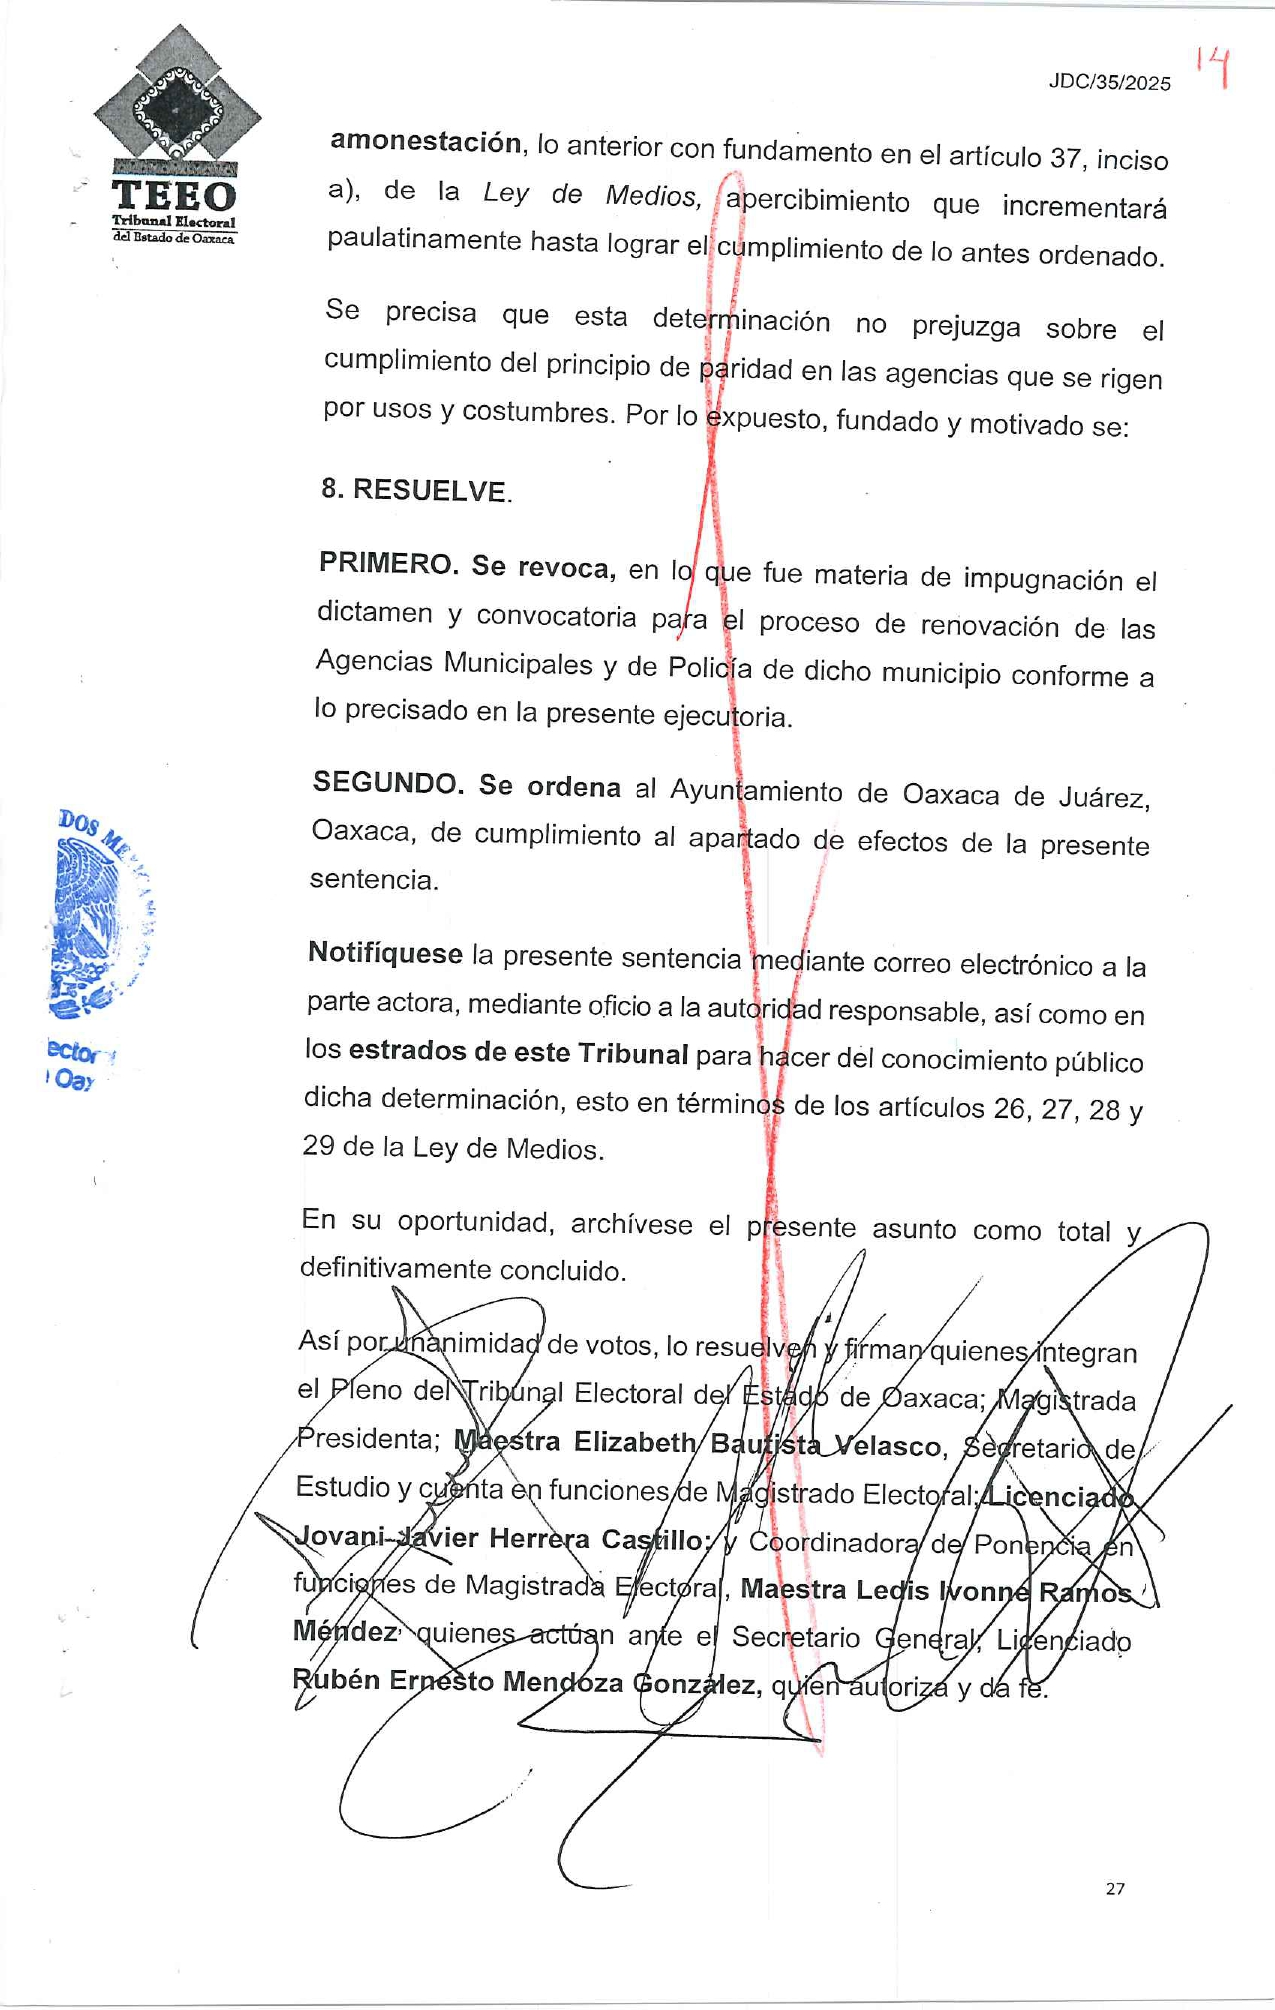 14
JDC/35/2025
TEEO
Tribunal Electoral
del Estado de Oaxaca
amonestación, lo anterior con fundamento en el artículo 37, inciso
a), de la Ley de Medios, apercibimiento que incrementará
paulatinamente hasta lograr el cumplimiento de lo antes ordenado.
Se precisa que esta determinación no prejuzga sobre el
cumplimiento del principio de paridad en las agencias que se rigen
por usos y costumbres. Por lo expuesto, fundado y motivado se:
8. RESUELVE.
PRIMERO. Se revoca, en lo que fue materia de impugnación el
dictamen y convocatoria para el proceso de renovación de las
Agencias Municipales y de Policía de dicho municipio conforme a
lo precisado en la presente ejecutoria.
SEGUNDO. Se ordena al Ayuntamiento de Oaxaca de Juárez,
Oaxaca, de cumplimiento al apartado de efectos de la presente
sentencia.
DOS MEXICANOS
ector
Oax
Notifíquese la presente sentencia mediante correo electrónico a la
parte actora, mediante oficio a la autoridad responsable, así como en
los estrados de este Tribunal para hacer del conocimiento público
dicha determinación, esto en términos de los artículos 26, 27, 28 y
29 de la Ley de Medios.
En su oportunidad, archívese el presente asunto como total y
definitivamente concluido.
Así por unanimidad de votos, lo resuelven y firman quienes integran
el Pleno del Tribunal Electoral del Estado de Oaxaca; Magistrada
Presidenta; Maestra Elizabeth Bautista Velasco, Secretario de
Estudio y cuenta en funciones de Magistrado Electoral; Licenciado
Jovani Javier Herrera Castillo; y Coordinadora de Ponencia en
funciones de Magistrada Electoral, Maestra Ledis Ivonne Ramos
Méndez, quienes actúan ante el Secretario General, Licenciado
Rubén Ernesto Mendoza González, quien autoriza y da fe.
27